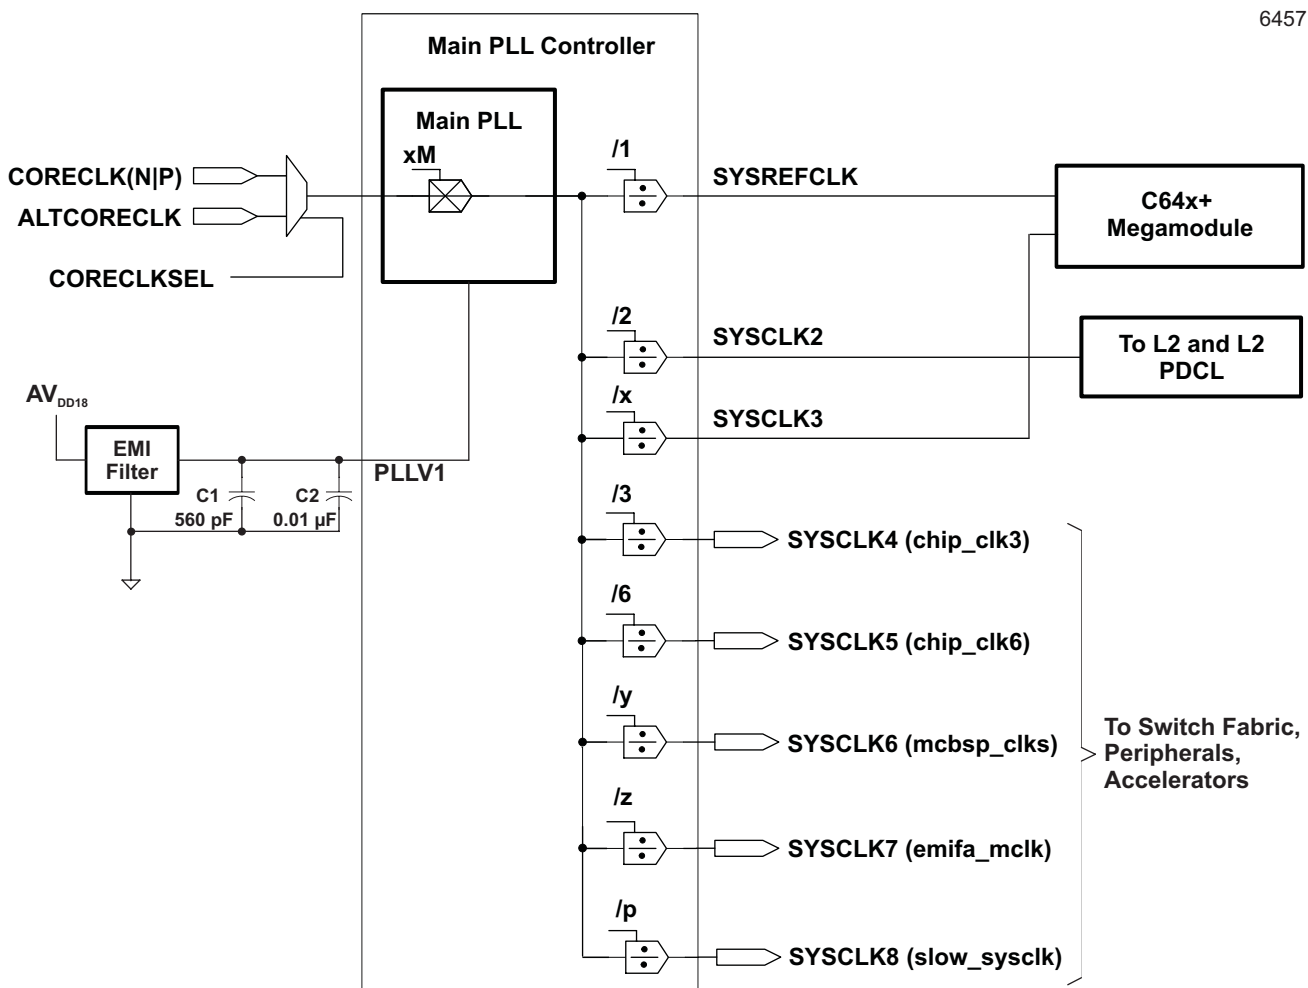 6457
Main PLL Controller
Main PLL
xM
CORECLK(N|P)
ALTCORECLK
CORECLKSEL
/1
SYSREFCLK
C64x+
Megamodule
/2
SYSCLK2
To L2 and L2
PDCL
/x
SYSCLK3
AVDD18
EMI
Filter
C1
560 pF
C2
0.01 µF
PLLV1
/3
SYSCLK4 (chip_clk3)
/6
SYSCLK5 (chip_clk6)
/y
SYSCLK6 (mcbsp_clks)
/z
SYSCLK7 (emifa_mclk)
/p
SYSCLK8 (slow_sysclk)
To Switch Fabric,
Peripherals,
Accelerators